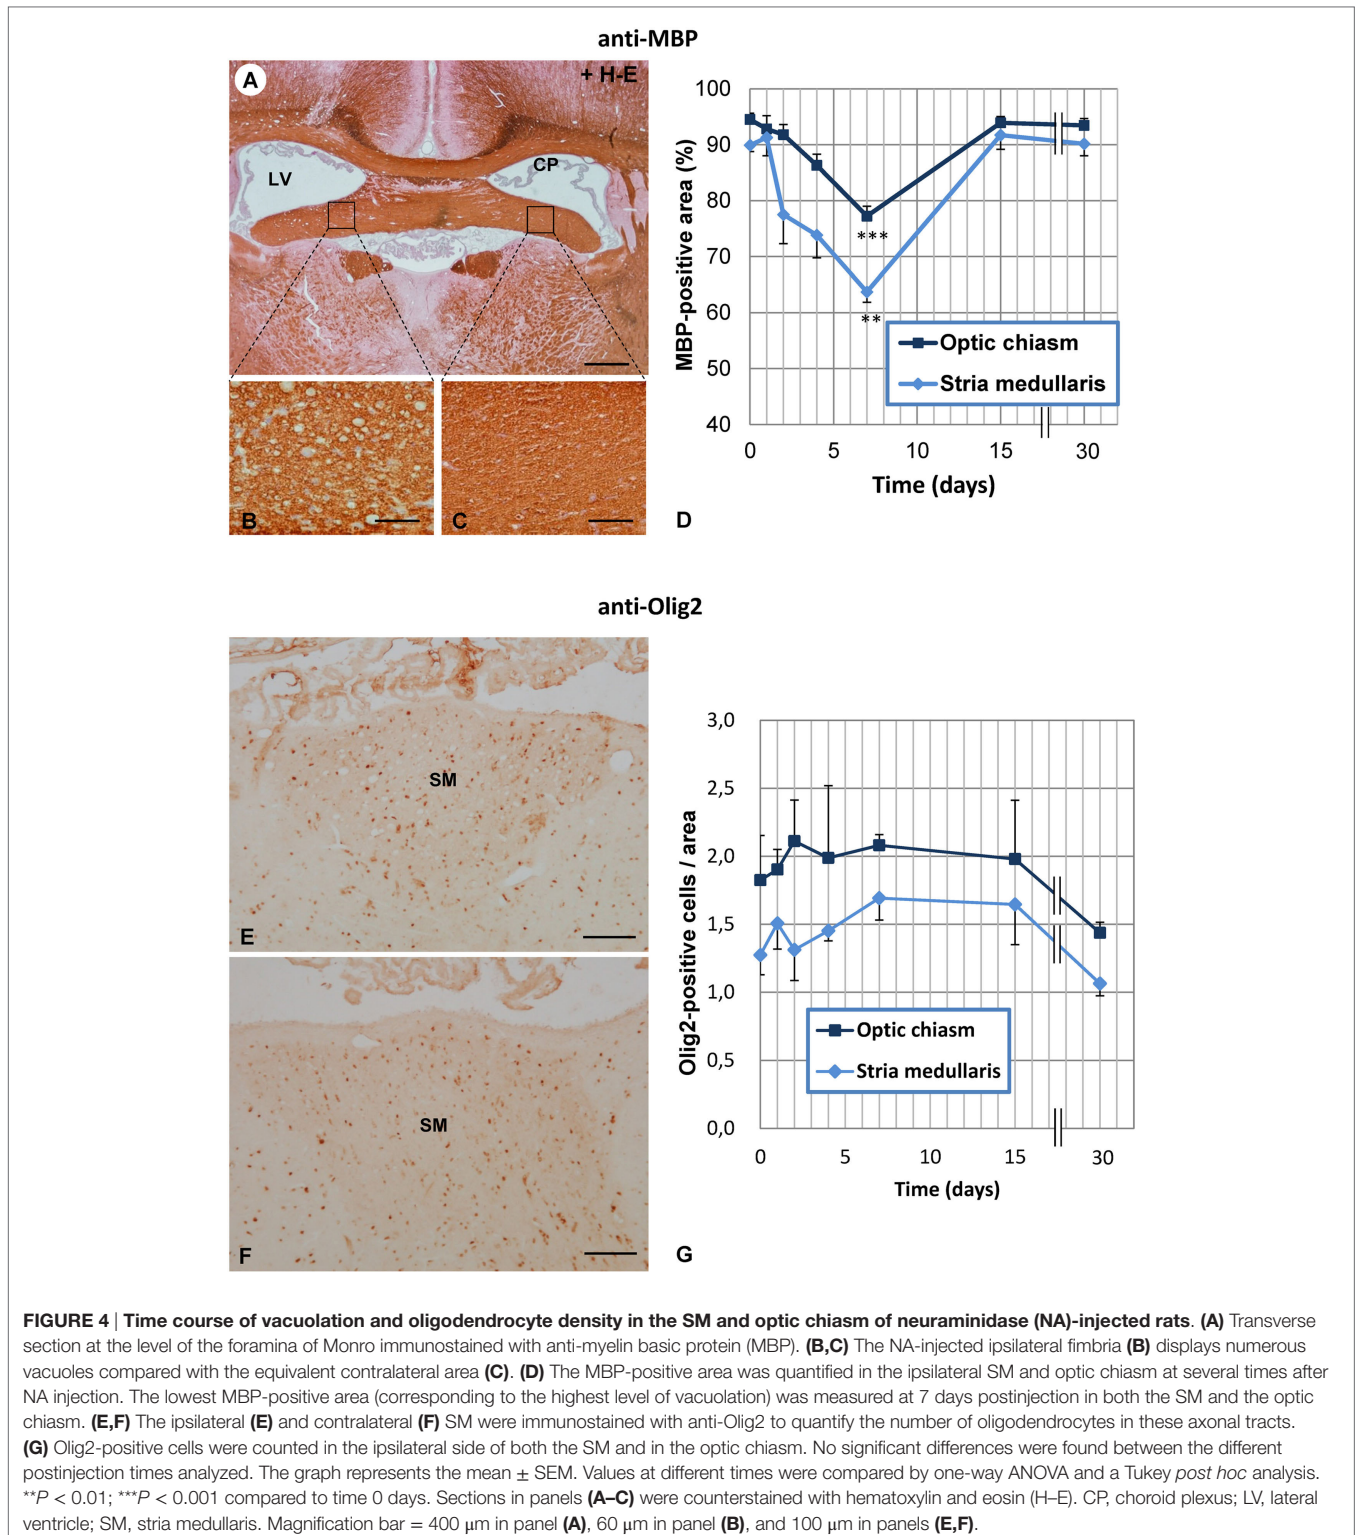 anti-MBP
A
+ H-E
LV
CP
B
C
D
MBP-positive area (%)
100
90
80
70
60
50
40
***
**
Optic chiasm
Stria medullaris
0 5 10 15 30
Time (days)
anti-Olig2
SM
E
SM
F
G
Olig2-positive cells / area
3,0
2,5
2,0
1,5
1,0
0,5
0,0
Optic chiasm
Stria medullaris
0 5 10 15 30
Time (days)
FIGURE 4 | Time course of vacuolation and oligodendrocyte density in the SM and optic chiasm of neuraminidase (NA)-injected rats. (A) Transverse
section at the level of the foramina of Monro immunostained with anti-myelin basic protein (MBP). (B,C) The NA-injected ipsilateral fimbria (B) displays numerous
vacuoles compared with the equivalent contralateral area (C). (D) The MBP-positive area was quantified in the ipsilateral SM and optic chiasm at several times after
NA injection. The lowest MBP-positive area (corresponding to the highest level of vacuolation) was measured at 7 days postinjection in both the SM and the optic
chiasm. (E,F) The ipsilateral (E) and contralateral (F) SM were immunostained with anti-Olig2 to quantify the number of oligodendrocytes in these axonal tracts.
(G) Olig2-positive cells were counted in the ipsilateral side of both the SM and in the optic chiasm. No significant differences were found between the different
postinjection times analyzed. The graph represents the mean ± SEM. Values at different times were compared by one-way ANOVA and a Tukey post hoc analysis.
**P < 0.01; ***P < 0.001 compared to time 0 days. Sections in panels (A–C) were counterstained with hematoxylin and eosin (H–E). CP, choroid plexus; LV, lateral
ventricle; SM, stria medullaris. Magnification bar = 400 μm in panel (A), 60 μm in panel (B), and 100 μm in panels (E,F).